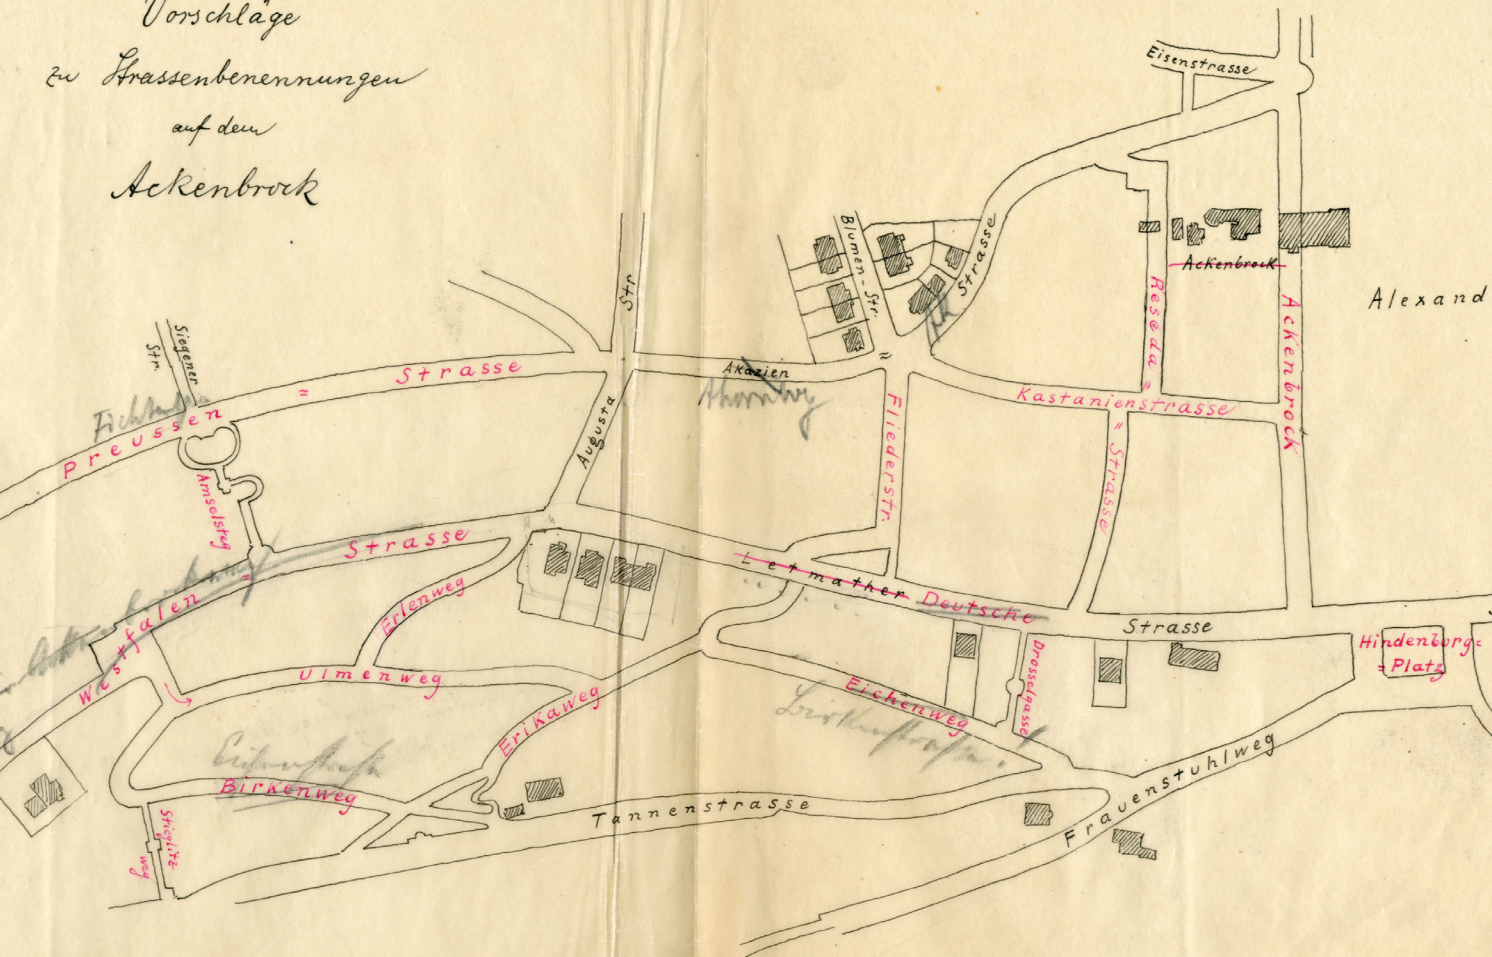 Vorschläge
zu Strassenbenennungen
auf dem
Ackenbrock
Eisenstrasse
Blumen-Str.
Strasse
Ackenbrock
Reseda =
Ackenbrock
Alexand
Str
Siegener
Str.
Preussen = Strasse
Akazien
Augusta
Fliederstr.
Kastanienstrasse
= Strasse
Amselsteg
Westfalen = Strasse
Erlenweg
Letmather Deutsche Strasse
Hindenburg=
=Platz
Drosselgasse
Ulmenweg
Erikaweg
Eichenweg
Birkenstrasse.
Eichenstrasse
Birkenweg
Tannenstrasse
Frauenstuhlweg
Stieglitz-
weg